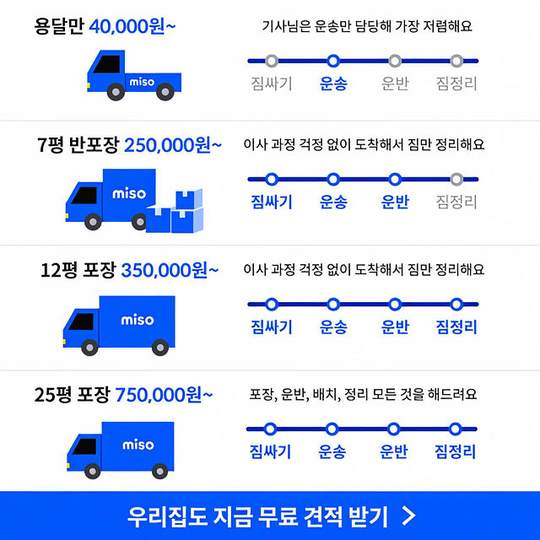 용달만 40,000원~
기사님은 운송만 담당해 가장 저렴해요
miso
짐싸기 운송 운반 짐정리
7평 반포장 250,000원~
이사 과정 걱정 없이 도착해서 짐만 정리해요
miso
짐싸기 운송 운반 짐정리
12평 포장 350,000원~
이사 과정 걱정 없이 도착해서 짐만 정리해요
miso
짐싸기 운송 운반 짐정리
25평 포장 750,000원~
포장, 운반, 배치, 정리 모든 것을 해드려요
miso
짐싸기 운송 운반 짐정리
우리집도 지금 무료 견적 받기 >